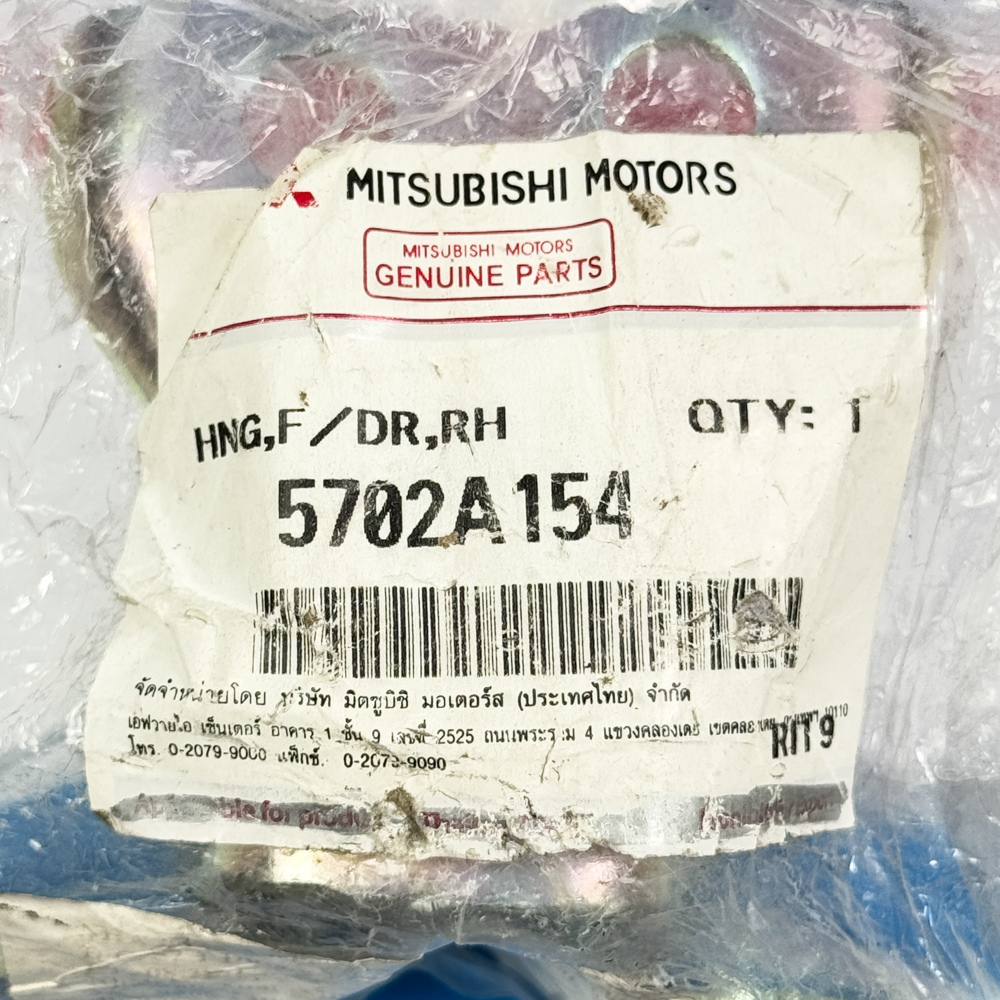 MITSUBISHI MOTORS
MITSUBISHI MOTORS
GENUINE PARTS
HNG,F/DR,RH QTY: 1
5702A154
จัดจำหน่ายโดย บริษัท มิตซูบิชิ มอเตอร์ส (ประเทศไทย) จำกัด
เอฟวายไอ เซ็นเตอร์ อาคาร 1 ชั้น 9 เลขที่ 2525 ถนนพระราม 4 แขวงคลองเตย เขตคลองเตย 10110
RIT9
โทร. 0-2079-9000 แฟ็กซ์. 0-2079-9090
for